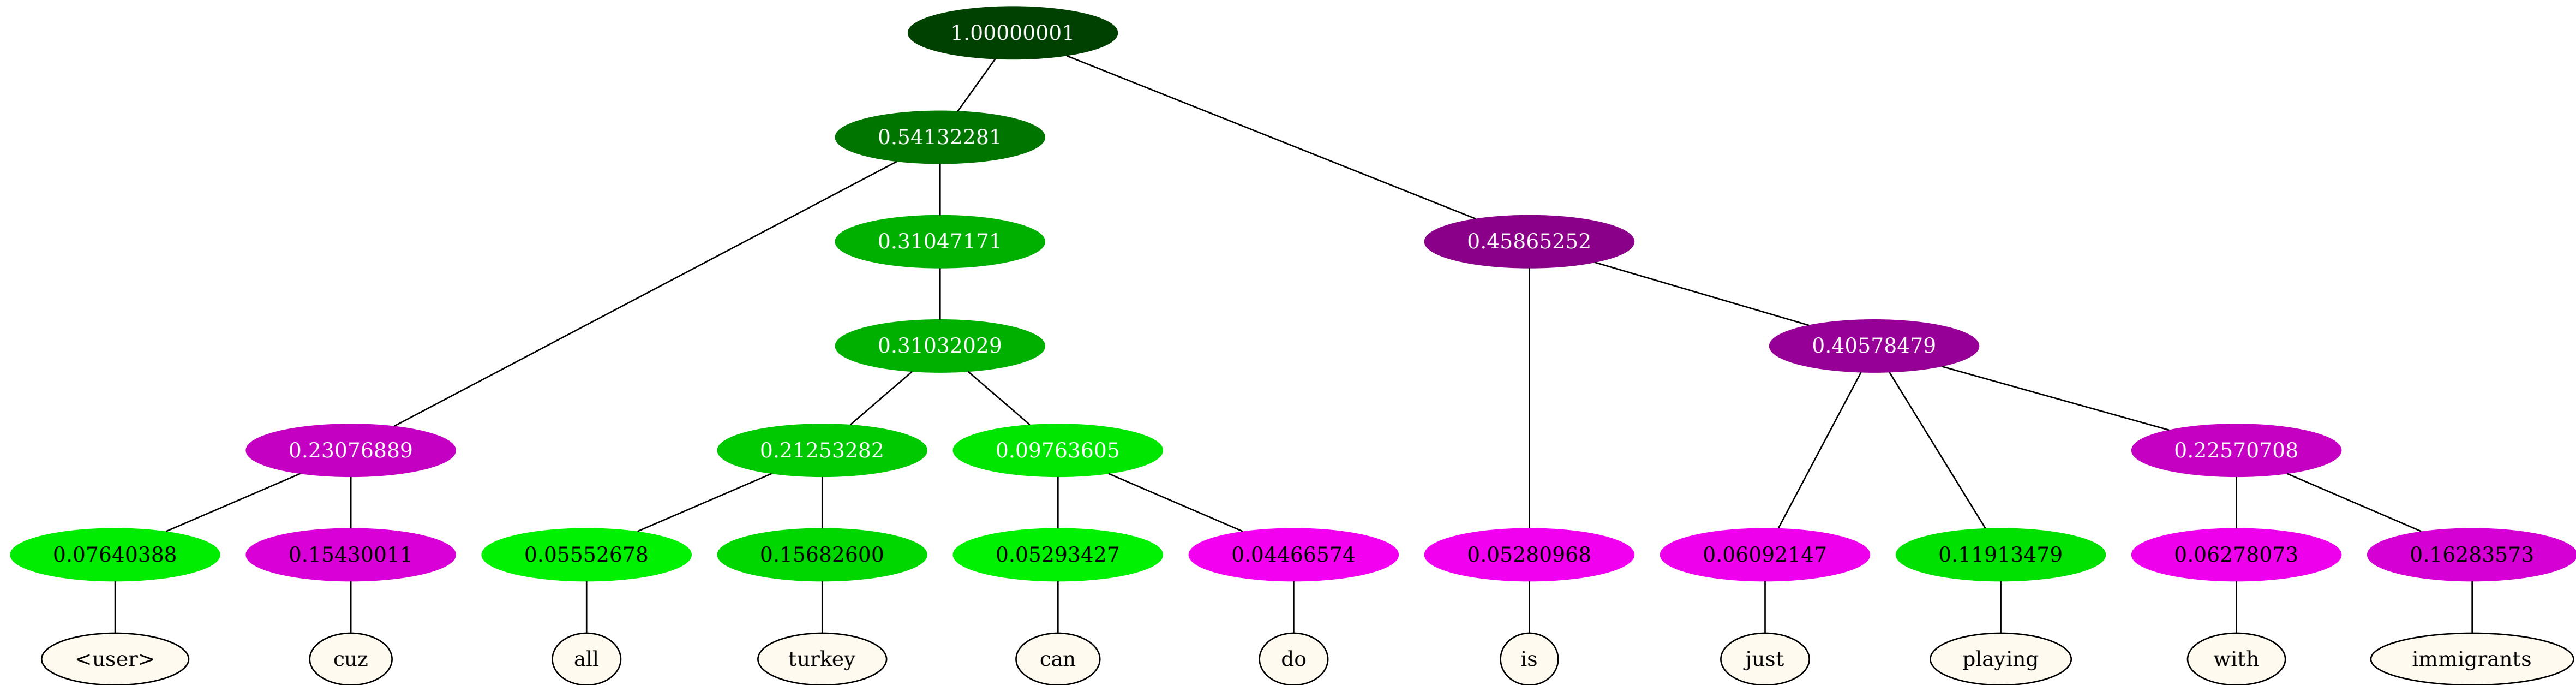 1.00000001
0.54132281
0.31047171 0.45865252
0.31032029 0.40578479
0.23076889 0.21253282 0.09763605 0.22570708
0.07640388 0.15430011 0.05552678 0.15682600 0.05293427 0.04466574 0.05280968 0.06092147 0.11913479 0.06278073 0.16283573
<user> cuz all turkey can do is just playing with immigrants